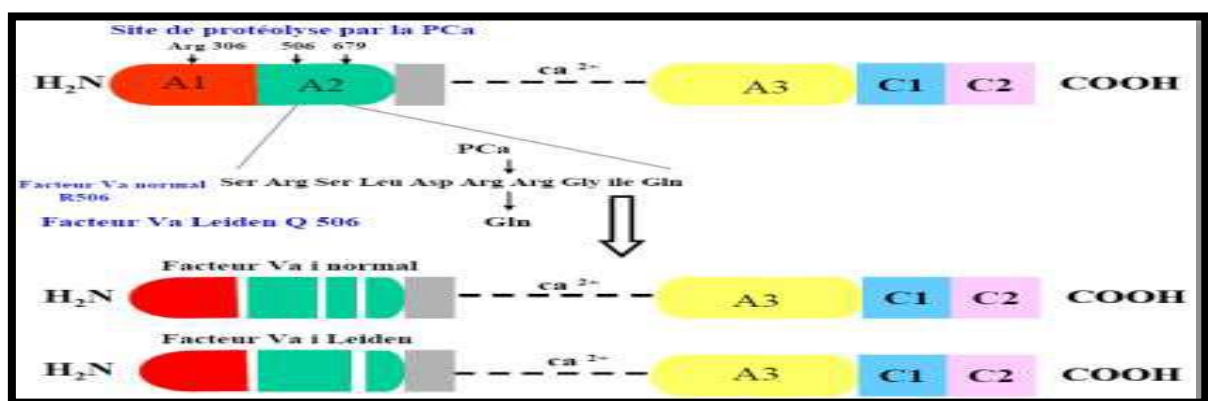 Site de protéolyse par la PCa
Arg 306 506 679
H₂N A1 A2 ca ²⁺ A3 C1 C2 COOH
PCa
Facteur Va normal Ser Arg Ser Leu Asp Arg Arg Gly ile Gln
R506
Facteur Va Leiden Q 506 Gln
Facteur Va i normal
H₂N ca ²⁺ A3 C1 C2 COOH
Facteur Va i Leiden
H₂N ca ²⁺ A3 C1 C2 COOH